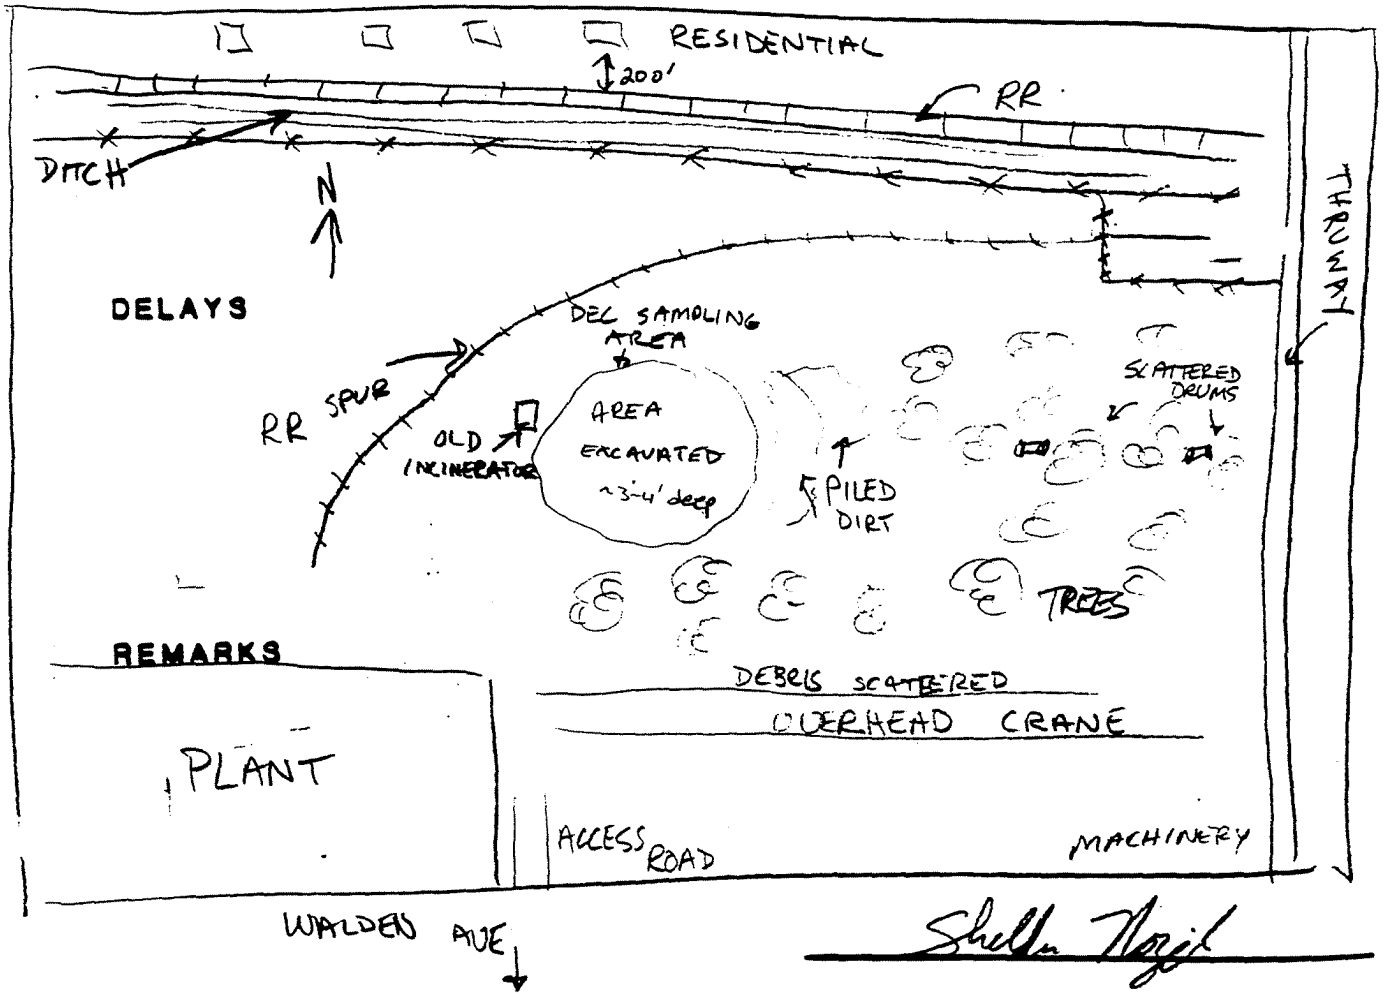 RESIDENTIAL
200'
RR
DITCH
N
THRUWAY
DELAYS
DEC SAMPLING
AREA
SCATTERED
DRUMS
RR SPUR
OLD
INCINERATOR
AREA
EXCAVATED
~3'-4' deep
PILED
DIRT
TREES
REMARKS
DEBRIS SCATTERED
OVERHEAD CRANE
PLANT
ACCESS
ROAD
MACHINERY
WALDEN AVE